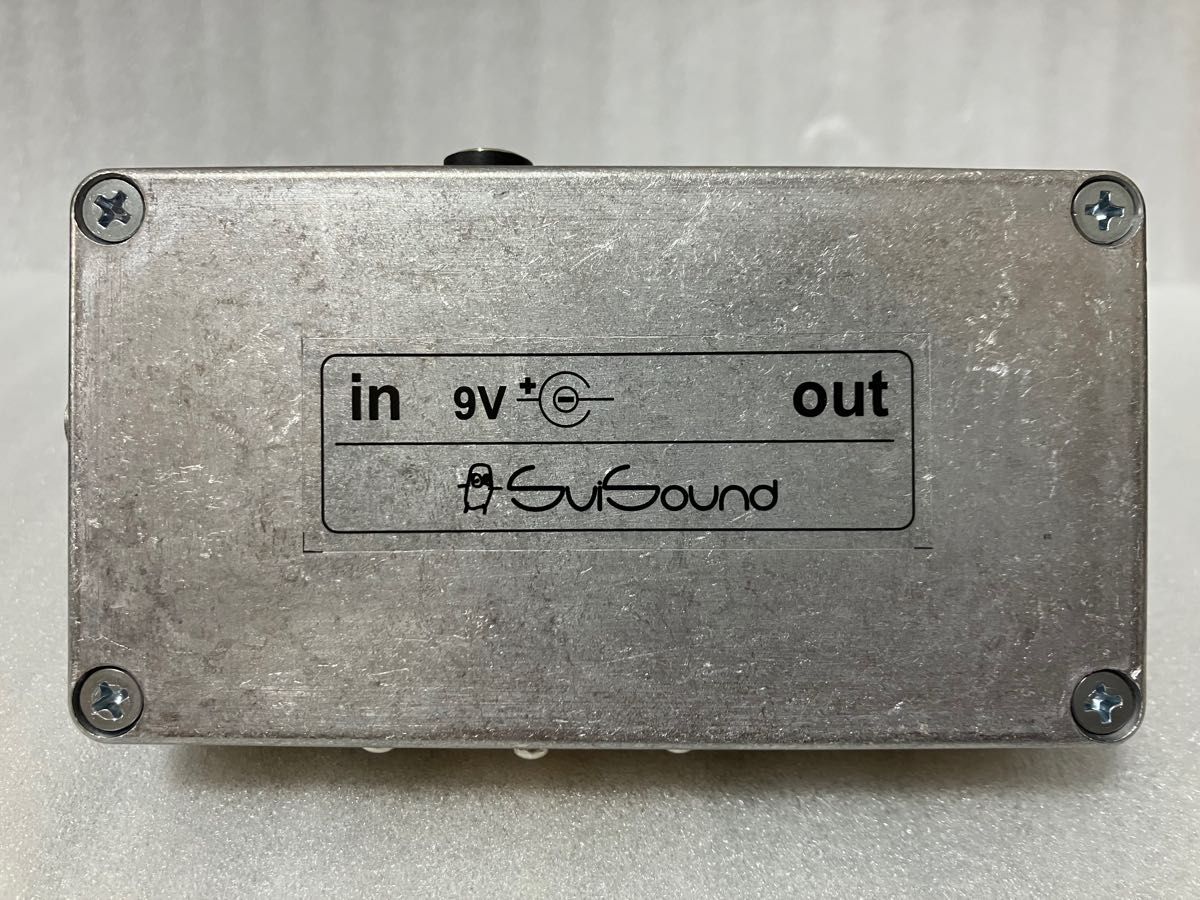 in 9V + - out
SuiSound